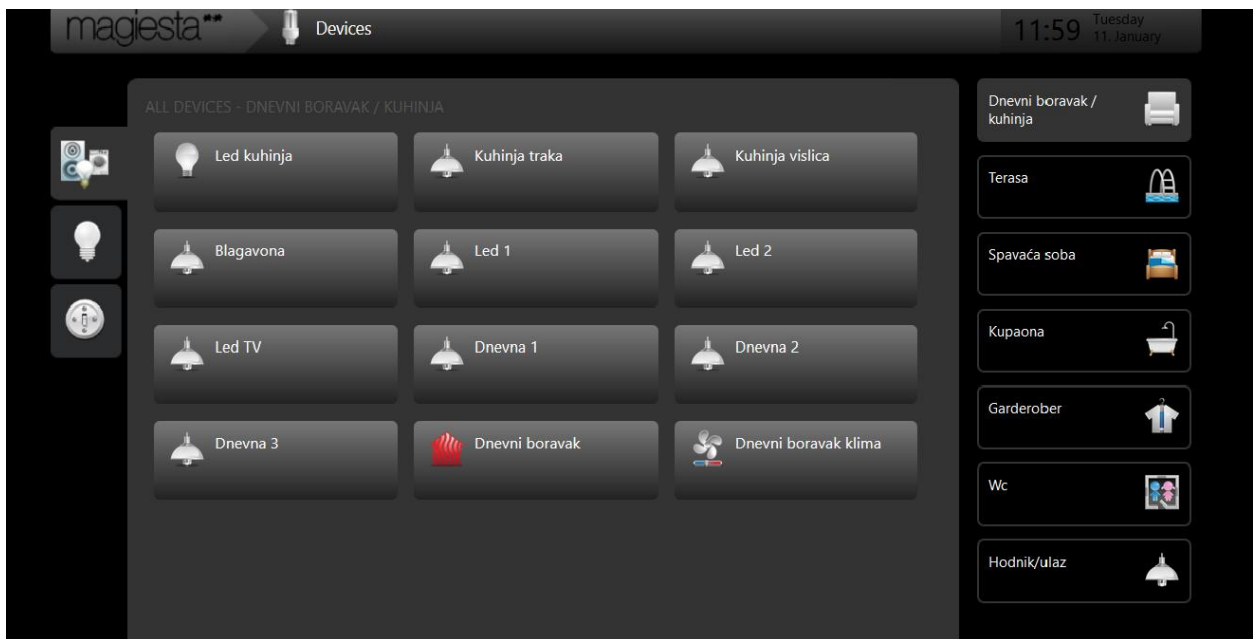 magiesta**
Devices
11:59
Tuesday
11. January
ALL DEVICES - DNEVNI BORAVAK / KUHINJA
Led kuhinja
Kuhinja traka
Kuhinja vislica
Blagavona
Led 1
Led 2
Led TV
Dnevna 1
Dnevna 2
Dnevna 3
Dnevni boravak
Dnevni boravak klima
Dnevni boravak /
kuhinja
Terasa
Spavaća soba
Kupaona
Garderober
Wc
Hodnik/ulaz